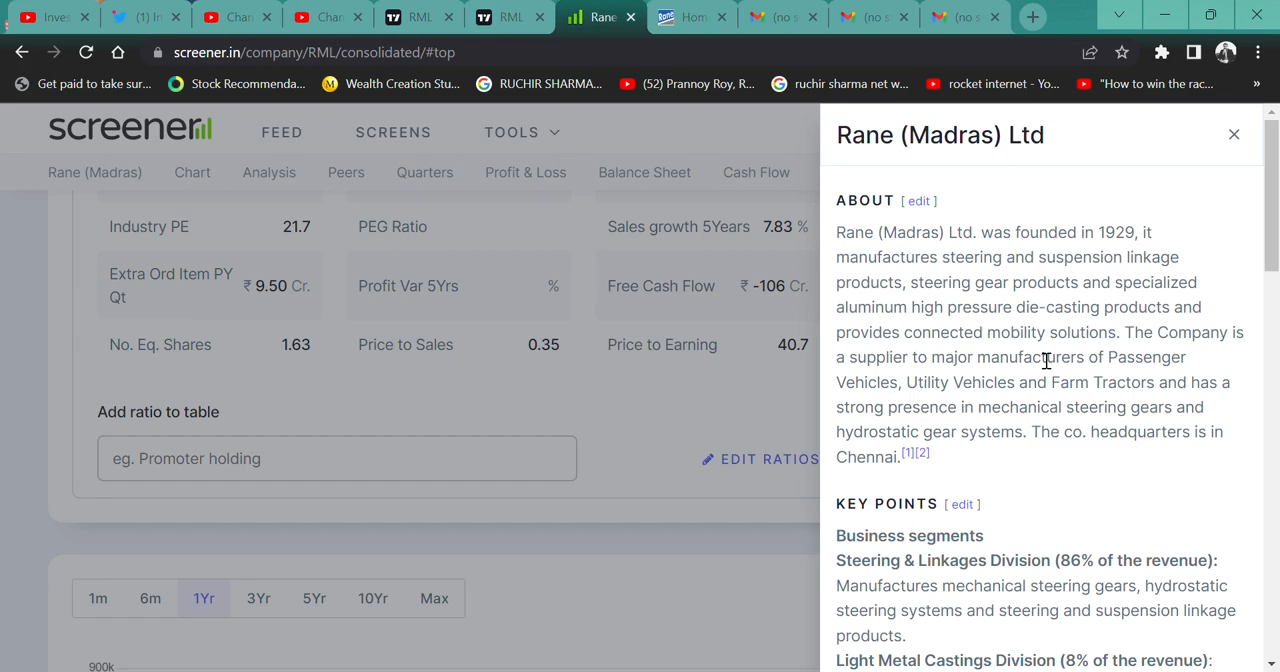 Inves
(1) In
Chan
Chan
RML
RML
Rane
Hom
(no s
(no s
(no s
screener.in/company/RML/consolidated/#top
Get paid to take sur...
Stock Recommenda...
Wealth Creation Stu...
RUCHIR SHARMA...
(52) Prannoy Roy, R...
ruchir sharma net w...
rocket internet - Yo...
"How to win the rac...
»
screener
FEED
SCREENS
TOOLS
Rane (Madras)
Chart
Analysis
Peers
Quarters
Profit & Loss
Balance Sheet
Cash Flow
Industry PE 21.7
PEG Ratio
Sales growth 5Years 7.83 %
Extra Ord Item PY
Qt
₹ 9.50 Cr.
Profit Var 5Yrs %
Free Cash Flow ₹ -106 Cr.
No. Eq. Shares 1.63
Price to Sales 0.35
Price to Earning 40.7
Add ratio to table
eg. Promoter holding
EDIT RATIOS
1m 6m 1Yr 3Yr 5Yr 10Yr Max
900k
Rane (Madras) Ltd
ABOUT [ edit ]
Rane (Madras) Ltd. was founded in 1929, it
manufactures steering and suspension linkage
products, steering gear products and specialized
aluminum high pressure die-casting products and
provides connected mobility solutions. The Company is
a supplier to major manufacturers of Passenger
Vehicles, Utility Vehicles and Farm Tractors and has a
strong presence in mechanical steering gears and
hydrostatic gear systems. The co. headquarters is in
Chennai.[1][2]
KEY POINTS [ edit ]
Business segments
Steering & Linkages Division (86% of the revenue):
Manufactures mechanical steering gears, hydrostatic
steering systems and steering and suspension linkage
products.
Light Metal Castings Division (8% of the revenue):